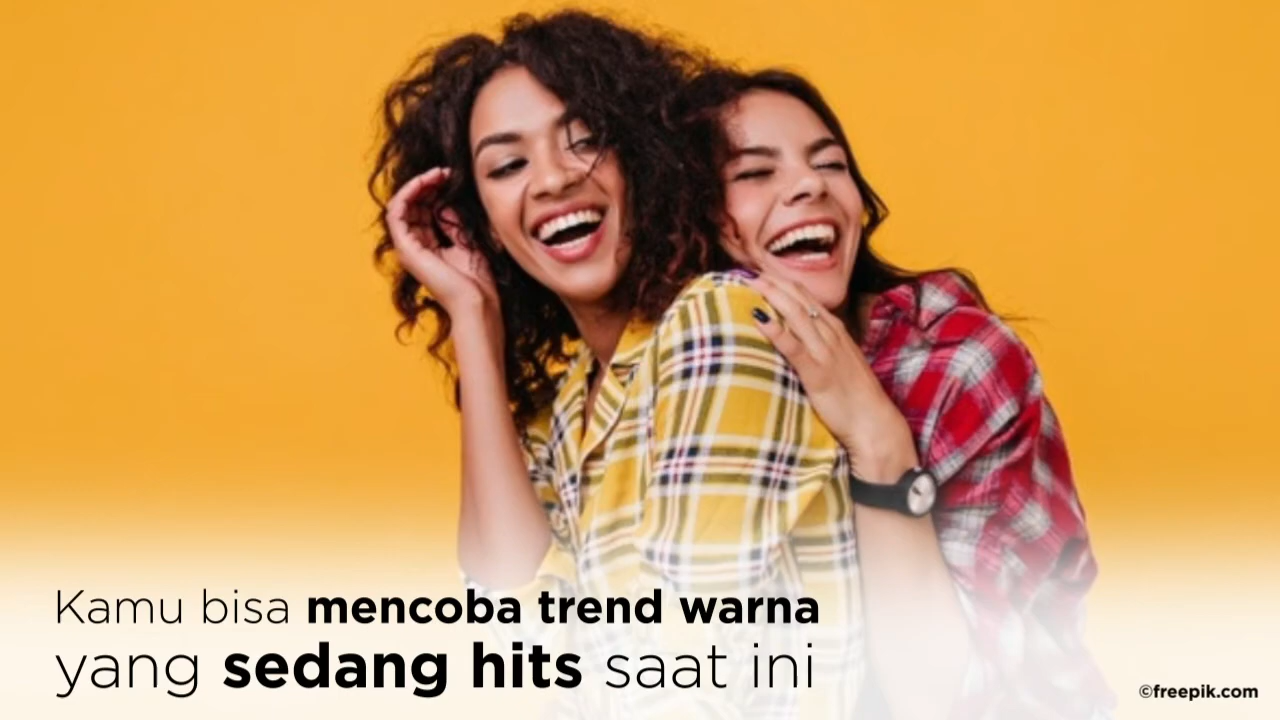 Kamu bisa mencoba trend warna
yang sedang hits saat ini
©freepik.com